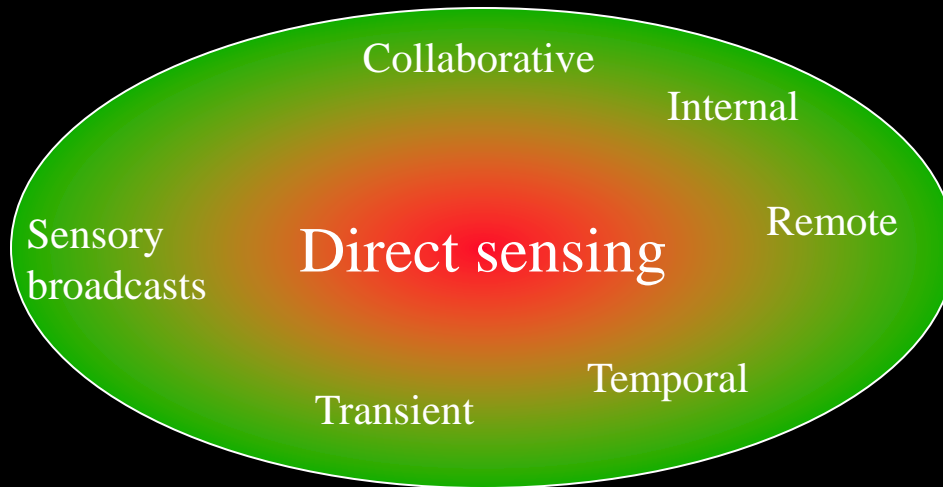 Collaborative
Internal
Remote
Sensory
broadcasts
Direct sensing
Temporal
Transient